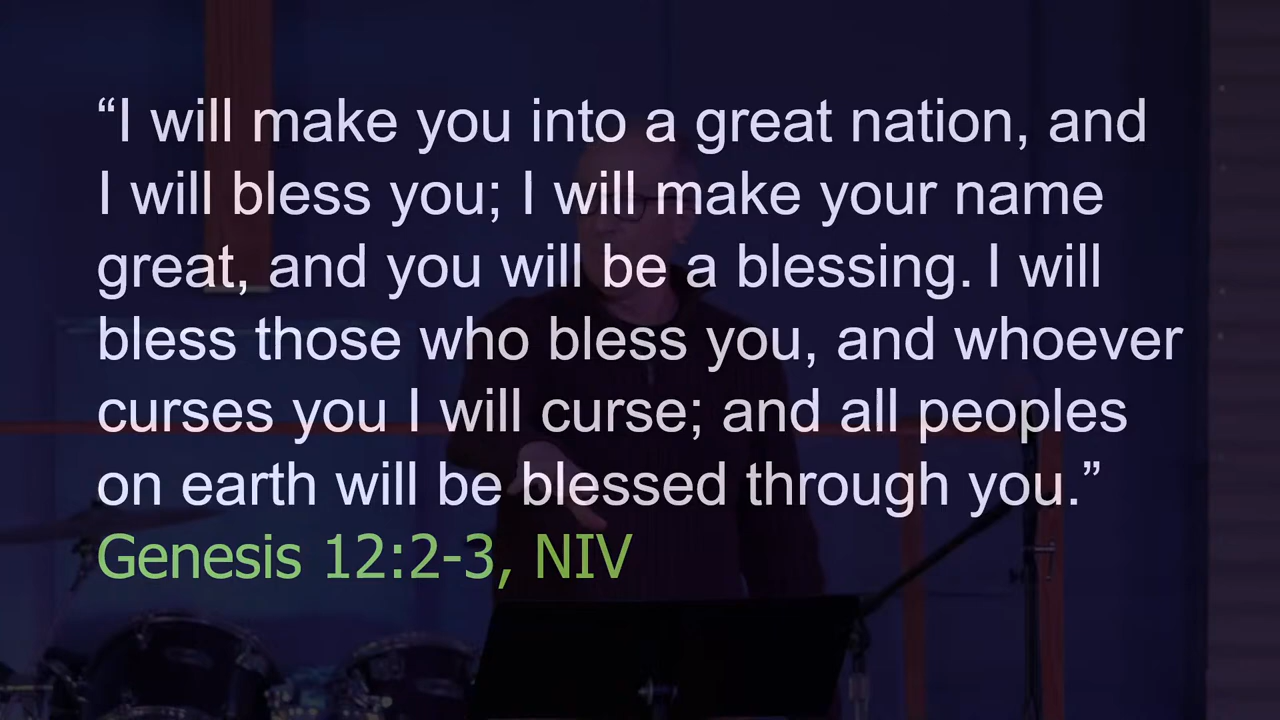 “I will make you into a great nation, and
I will bless you; I will make your name
great, and you will be a blessing. I will
bless those who bless you, and whoever
curses you I will curse; and all peoples
on earth will be blessed through you.”
Genesis 12:2-3, NIV